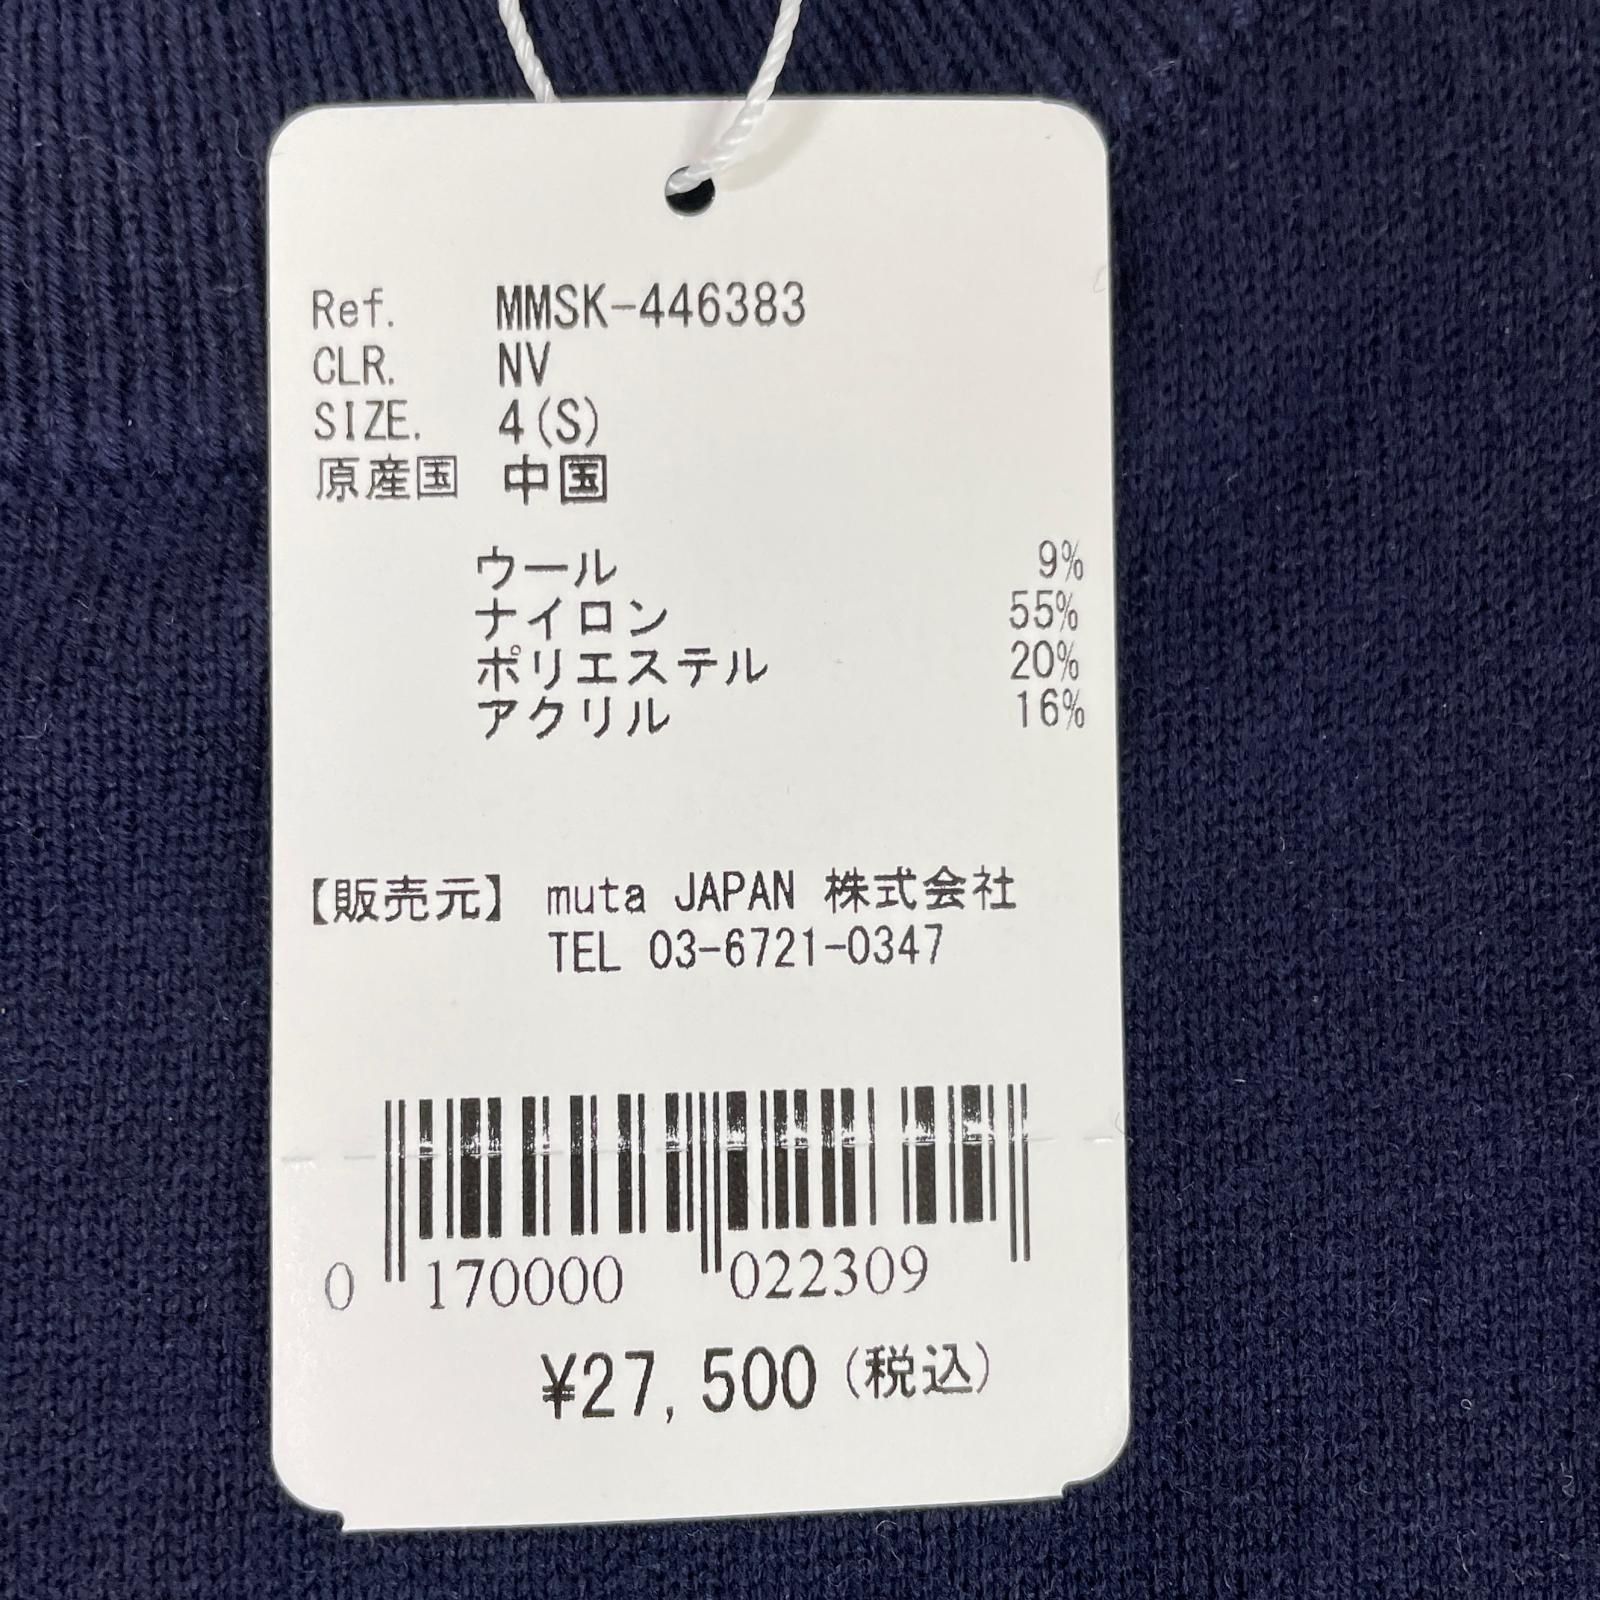 Ref. MMSK-446383
CLR. NV
SIZE. 4(S)
原産国 中国
ウール 9%
ナイロン 55%
ポリエステル 20%
アクリル 16%
【販売元】 muta JAPAN 株式会社
TEL 03-6721-0347
0 170000 022309
¥27,500(税込)